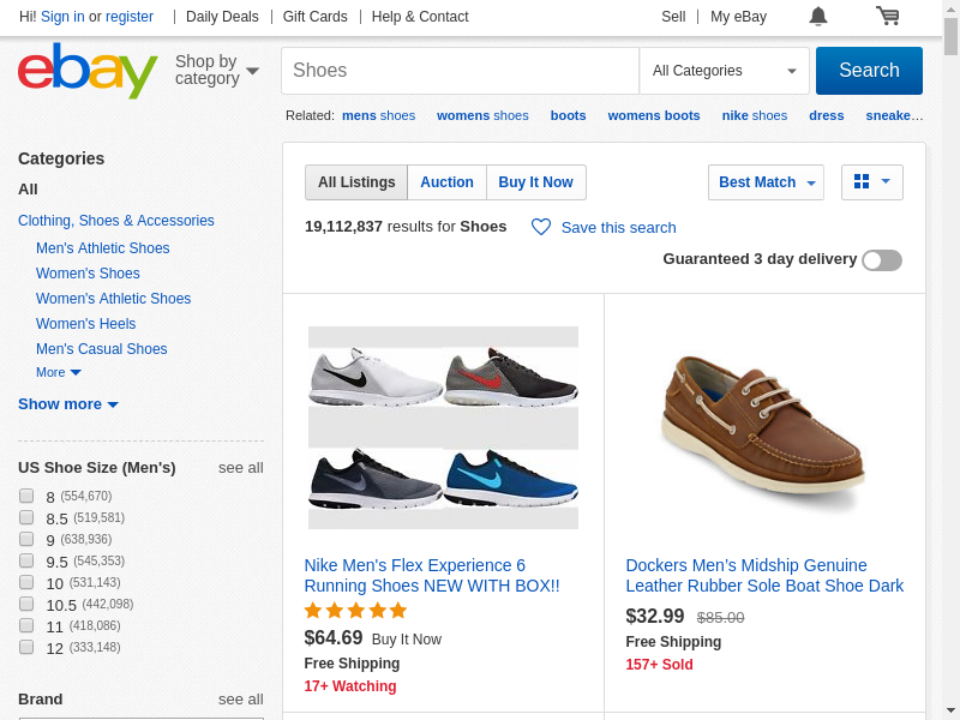 Hi! Sign in or register
Daily Deals
Gift Cards
Help & Contact
Sell
My eBay
ebay
Shop by
category
Shoes
All Categories
Search
Related: mens shoes womens shoes boots womens boots nike shoes dress sneake…
Categories
All
Clothing, Shoes & Accessories
Men's Athletic Shoes
Women's Shoes
Women's Athletic Shoes
Women's Heels
Men's Casual Shoes
More
Show more
US Shoe Size (Men's) see all
8 (554,670)
8.5 (519,581)
9 (638,936)
9.5 (545,353)
10 (531,143)
10.5 (442,098)
11 (418,086)
12 (333,148)
Brand see all
All Listings
Auction
Buy It Now
Best Match
19,112,837 results for Shoes
Save this search
Guaranteed 3 day delivery
Nike Men's Flex Experience 6
Running Shoes NEW WITH BOX!!
$64.69 Buy It Now
Free Shipping
17+ Watching
Dockers Men's Midship Genuine
Leather Rubber Sole Boat Shoe Dark
$32.99 $85.00
Free Shipping
157+ Sold